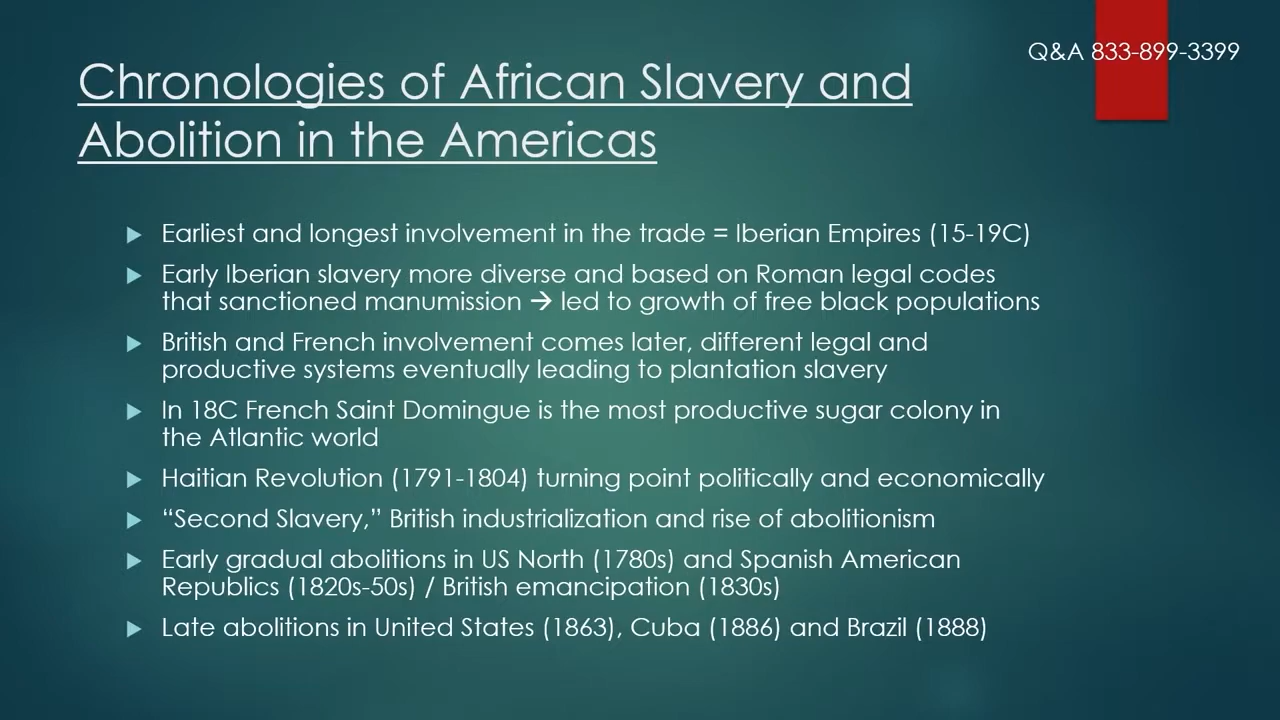 Q&A 833-899-3399
Chronologies of African Slavery and
Abolition in the Americas
Earliest and longest involvement in the trade = Iberian Empires (15-19C)
Early Iberian slavery more diverse and based on Roman legal codes
that sanctioned manumission → led to growth of free black populations
British and French involvement comes later, different legal and
productive systems eventually leading to plantation slavery
In 18C French Saint Domingue is the most productive sugar colony in
the Atlantic world
Haitian Revolution (1791-1804) turning point politically and economically
“Second Slavery,” British industrialization and rise of abolitionism
Early gradual abolitions in US North (1780s) and Spanish American
Republics (1820s-50s) / British emancipation (1830s)
Late abolitions in United States (1863), Cuba (1886) and Brazil (1888)